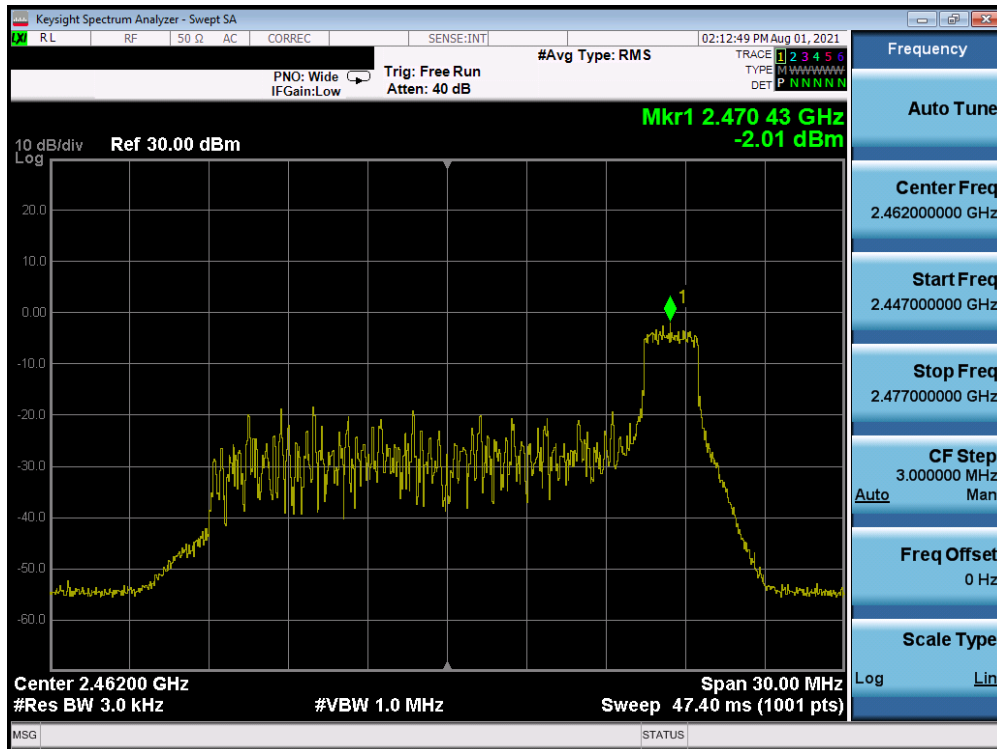 Keysight Spectrum Analyzer - Swept SA
LXI RL RF 50 Ω AC CORREC SENSE:INT 02:12:49 PM Aug 01, 2021
#Avg Type: RMS TRACE 1 2 3 4 5 6
PNO: Wide Trig: Free Run TYPE M W W W W W
IFGain:Low Atten: 40 dB DET P N N N N N
Mkr1 2.470 43 GHz
-2.01 dBm
10 dB/div Ref 30.00 dBm
Log
20.0
10.0
1
0.00
-10.0
-20.0
-30.0
-40.0
-50.0
-60.0
Center 2.46200 GHz Span 30.00 MHz
#Res BW 3.0 kHz #VBW 1.0 MHz Sweep 47.40 ms (1001 pts)
MSG STATUS
Frequency
Auto Tune
Center Freq
2.462000000 GHz
Start Freq
2.447000000 GHz
Stop Freq
2.477000000 GHz
CF Step
3.000000 MHz
Auto Man
Freq Offset
0 Hz
Scale Type
Log Lin